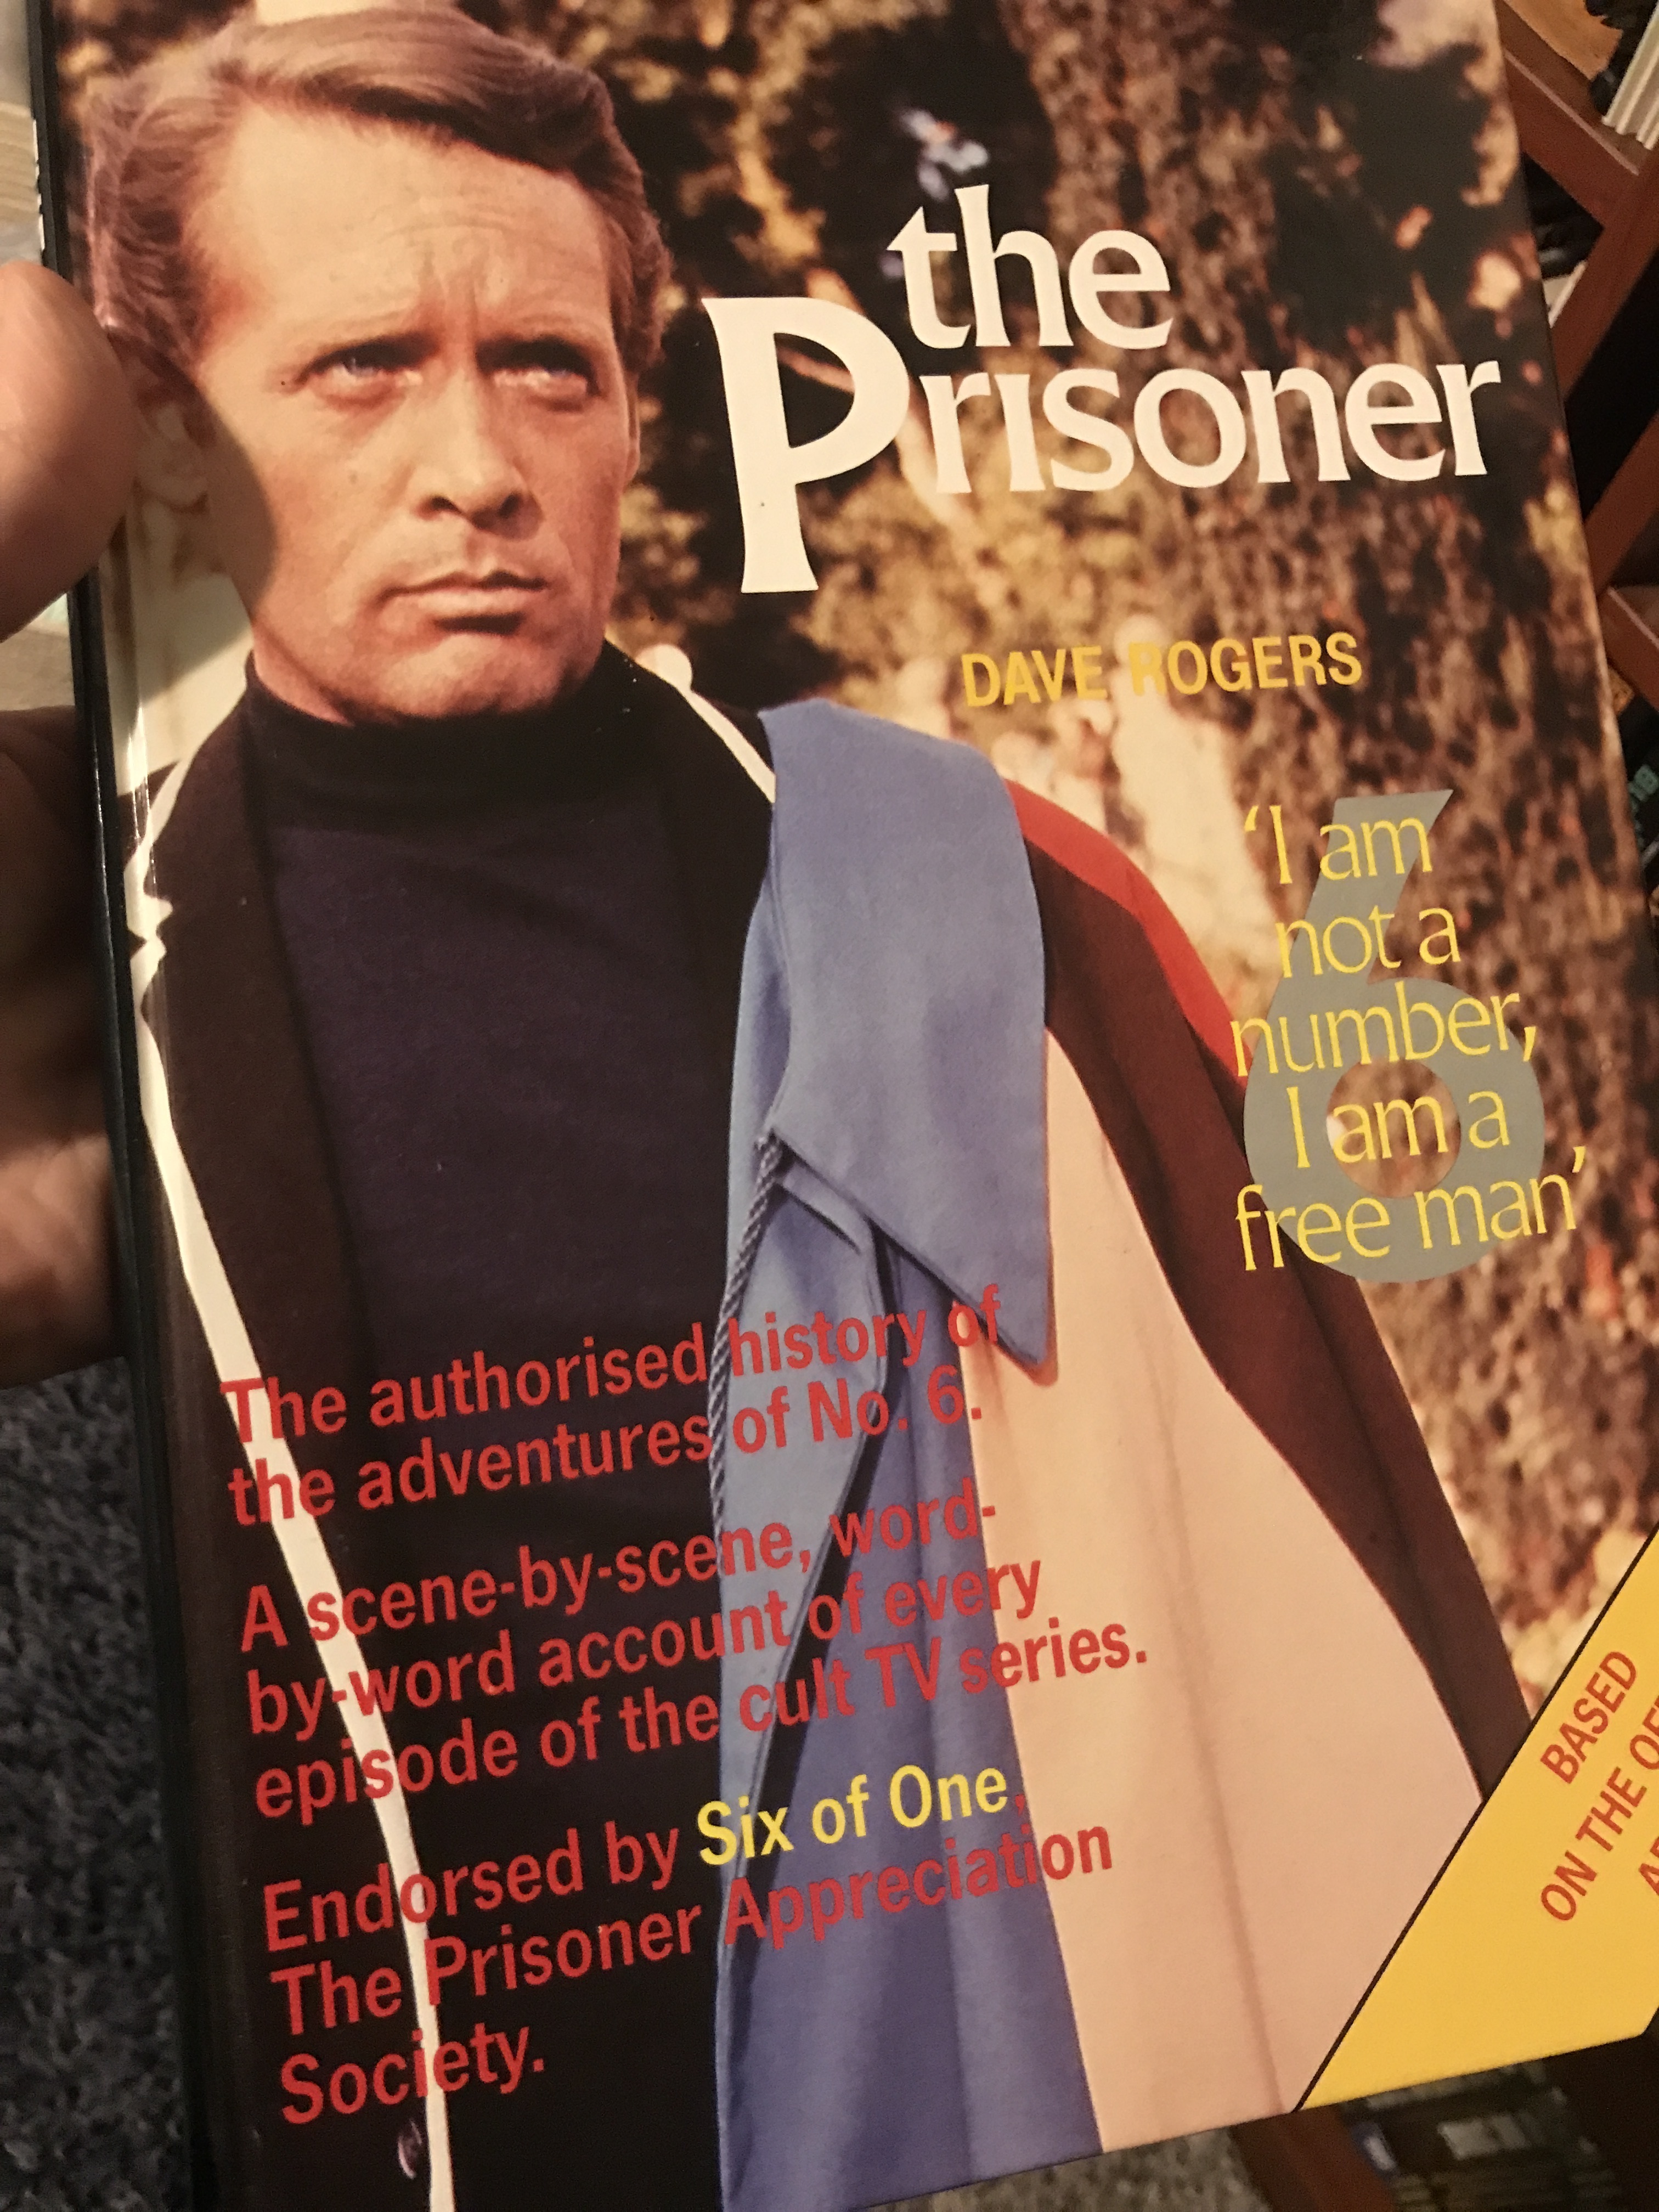 the
Prisoner
DAVE ROGERS
6
‘I am
not a
number,
I am a
free man’
The authorised history of
the adventures of No. 6.
A scene-by-scene, word-
by-word account of every
episode of the cult TV series.
Endorsed by Six of One,
The Prisoner Appreciation
Society.
BASED
ON THE